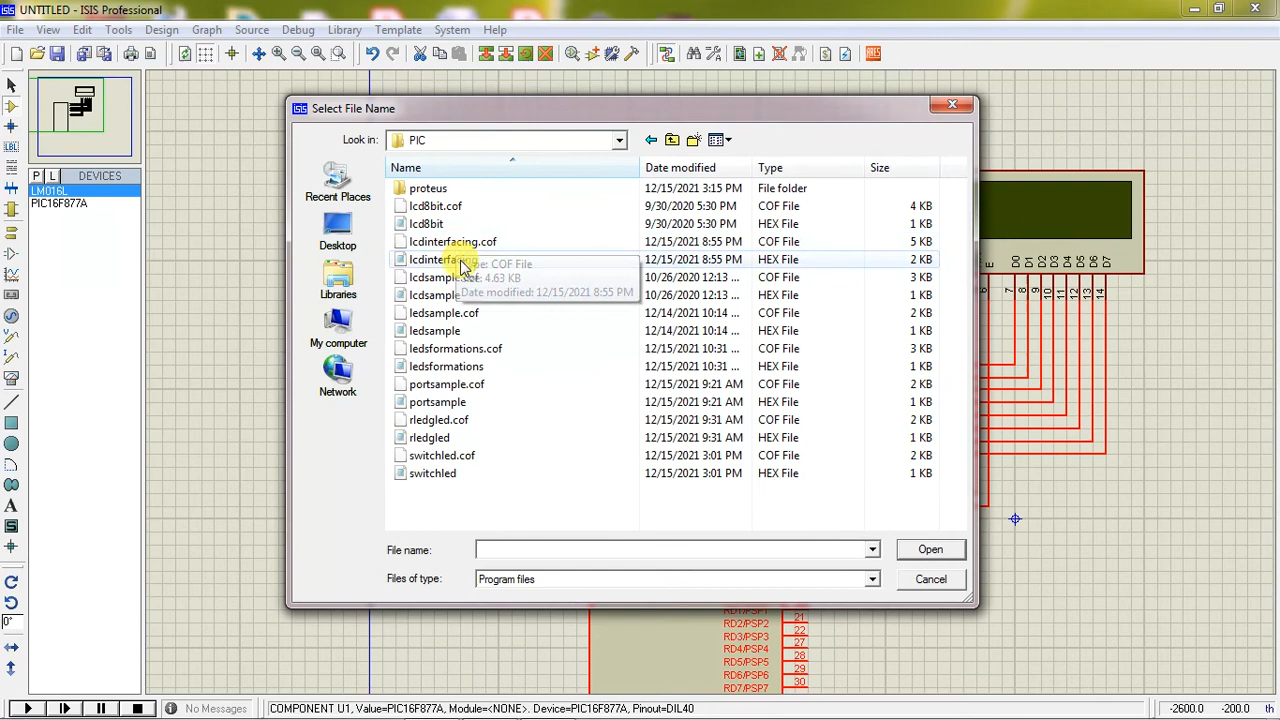 UNTITLED - ISIS Professional
File View Edit Tools Design Graph Source Debug Library Template System Help
ISIS Select File Name
Look in: PIC
Name Date modified Type Size
P L DEVICES
LM016L
PIC16F877A
LBL
A
0°
ARES
Recent Places
Desktop
Libraries
My computer
Network
proteus 12/15/2021 3:15 PM File folder
lcd8bit.cof 9/30/2020 5:30 PM COF File 4 KB
lcd8bit 9/30/2020 5:30 PM HEX File 1 KB
lcdinterfacing.cof 12/15/2021 8:55 PM COF File 5 KB
lcdinterfacing 12/15/2021 8:55 PM HEX File 2 KB
10/26/2020 12:13 ... COF File 3 KB
lcdsample 10/26/2020 12:13 ... HEX File 1 KB
ledsample.cof 12/14/2021 10:14 ... COF File 2 KB
ledsample 12/14/2021 10:14 ... HEX File 1 KB
ledsformations.cof 12/15/2021 10:31 ... COF File 3 KB
ledsformations 12/15/2021 10:31 ... HEX File 1 KB
portsample.cof 12/15/2021 9:21 AM COF File 2 KB
portsample 12/15/2021 9:21 AM HEX File 1 KB
rledgled.cof 12/15/2021 9:31 AM COF File 2 KB
rledgled 12/15/2021 9:31 AM HEX File 1 KB
switchled.cof 12/15/2021 3:01 PM COF File 2 KB
switchled 12/15/2021 3:01 PM HEX File 1 KB
Type: COF File
Size: 4.63 KB
Date modified: 12/15/2021 8:55 PM
File name: Open
Files of type: Program files Cancel
E D0 D1 D2 D3 D4 D5 D6 D7
6 7 8 9 10 11 12 13 14
RD1/PSP1 21
RD2/PSP2 22
RD3/PSP3 27
RD4/PSP4 28
RD5/PSP5 29
RD6/PSP6 30
RD7/PSP7
No Messages
COMPONENT U1, Value=PIC16F877A, Module=<NONE>. Device=PIC16F877A, Pinout=DIL40
-2600.0 -200.0 th